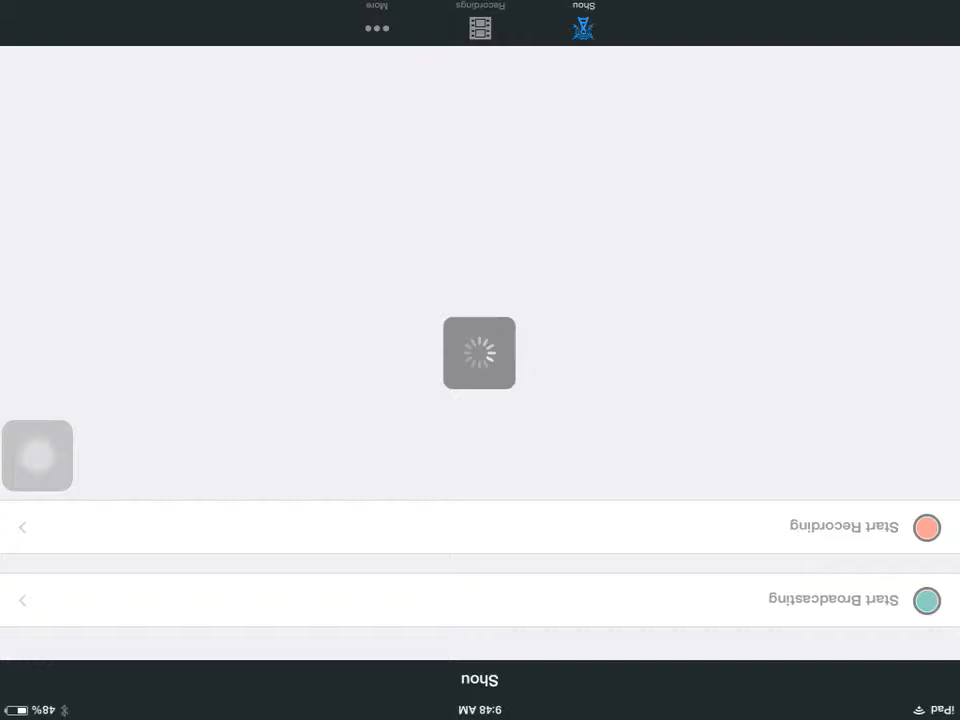 iPad 9:48 AM 48%
Shou
Start Broadcasting
Start Recording
Shou Recordings More